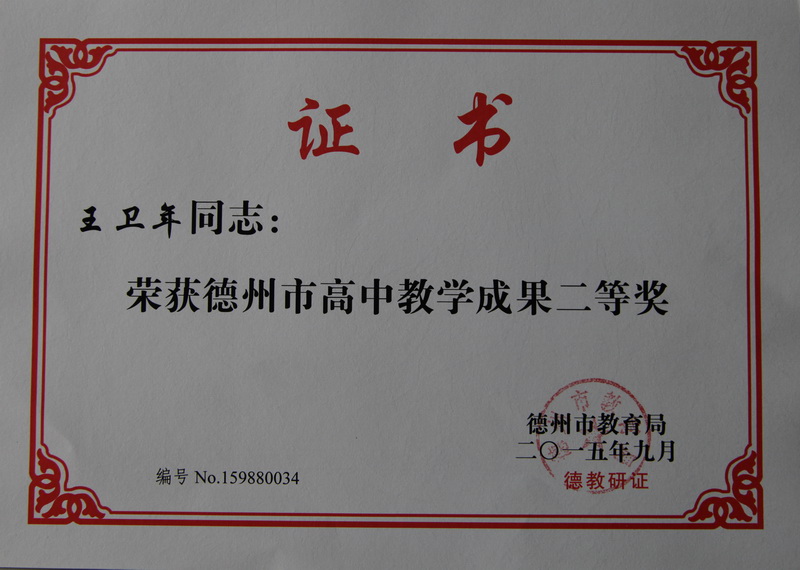 证书
王卫年同志：
荣获德州市高中教学成果二等奖
德州市教育局
二〇一五年九月
德教研证
编号 No.159880034